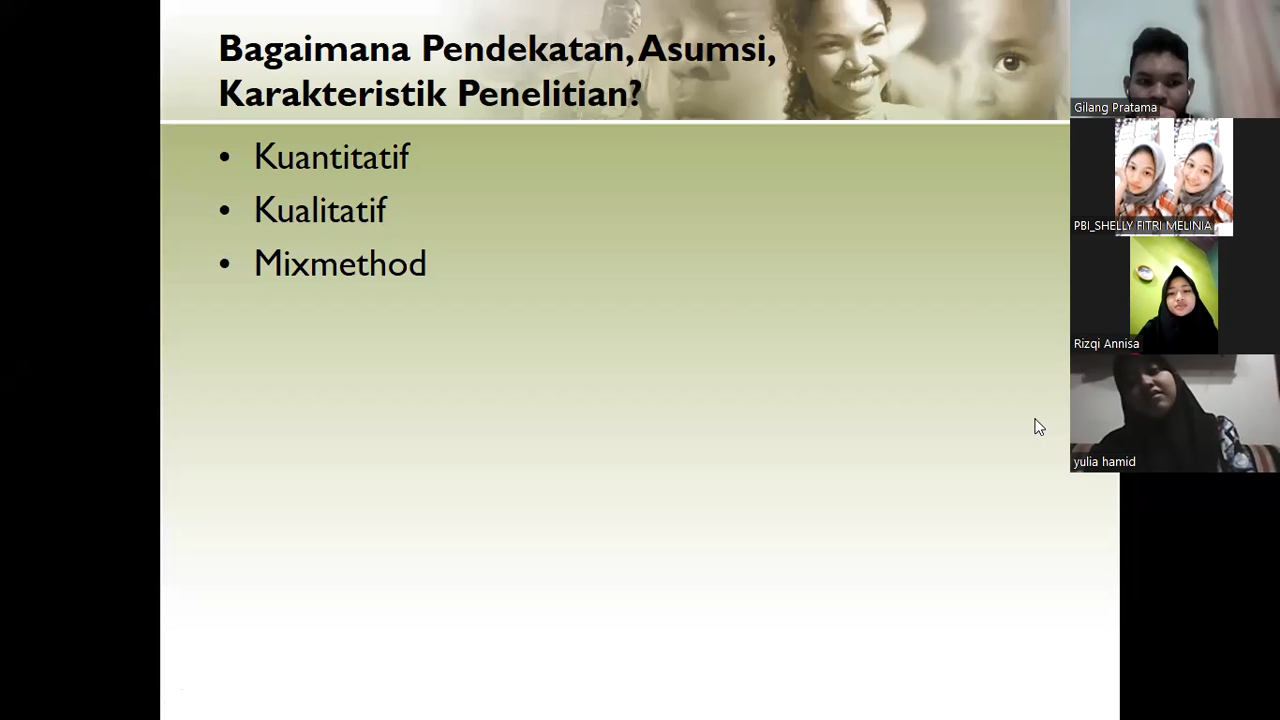 Bagaimana Pendekatan, Asumsi,
Karakteristik Penelitian?
• Kuantitatif
• Kualitatif
• Mixmethod
Gilang Pratama
PBI_SHELLY FITRI MELINIA
Rizqi Annisa
yulia hamid